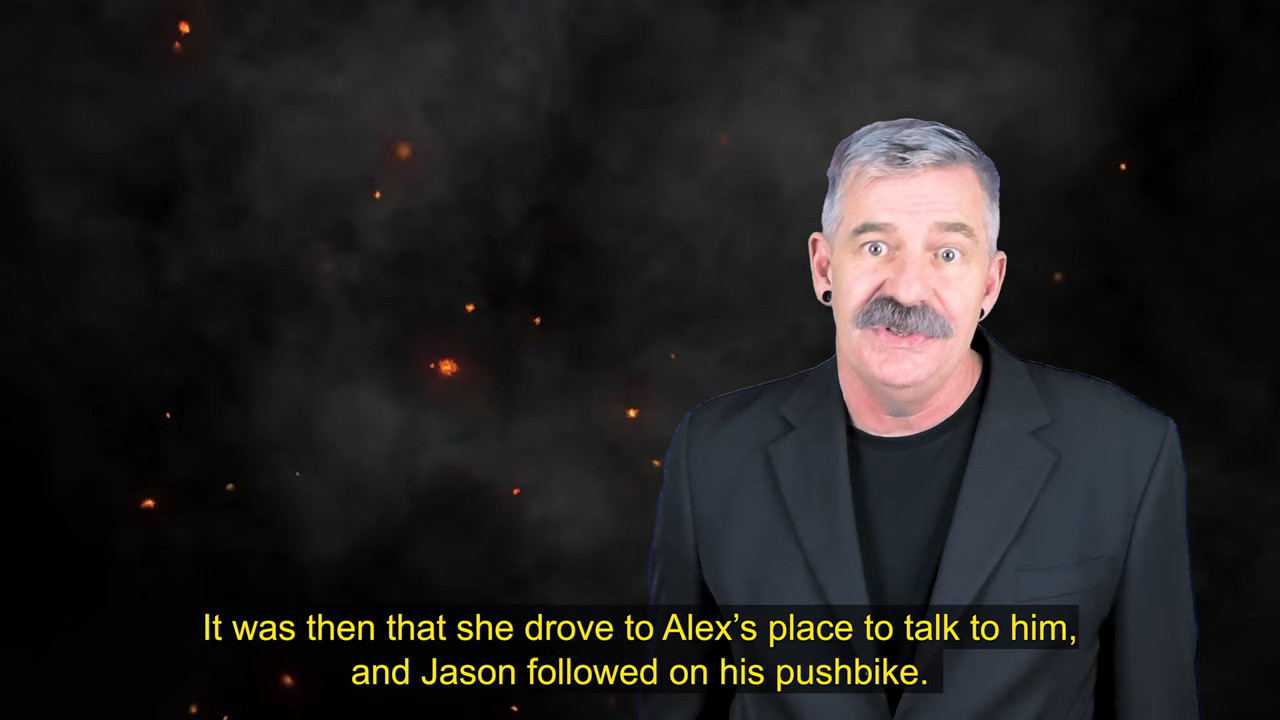 It was then that she drove to Alex’s place to talk to him,
and Jason followed on his pushbike.